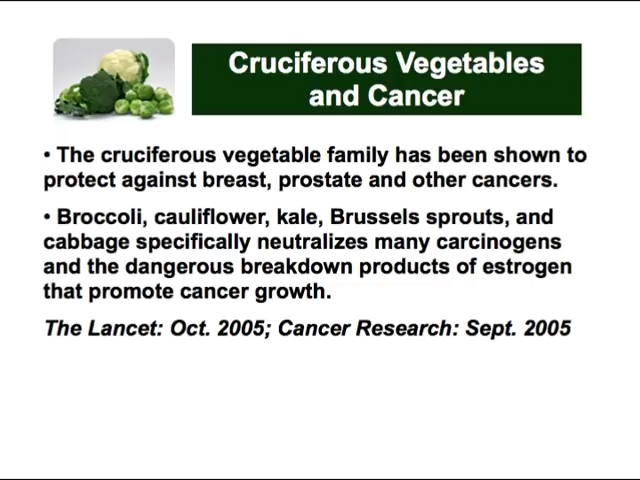 Cruciferous Vegetables
and Cancer
• The cruciferous vegetable family has been shown to
protect against breast, prostate and other cancers.
• Broccoli, cauliflower, kale, Brussels sprouts, and
cabbage specifically neutralizes many carcinogens
and the dangerous breakdown products of estrogen
that promote cancer growth.
The Lancet: Oct. 2005; Cancer Research: Sept. 2005